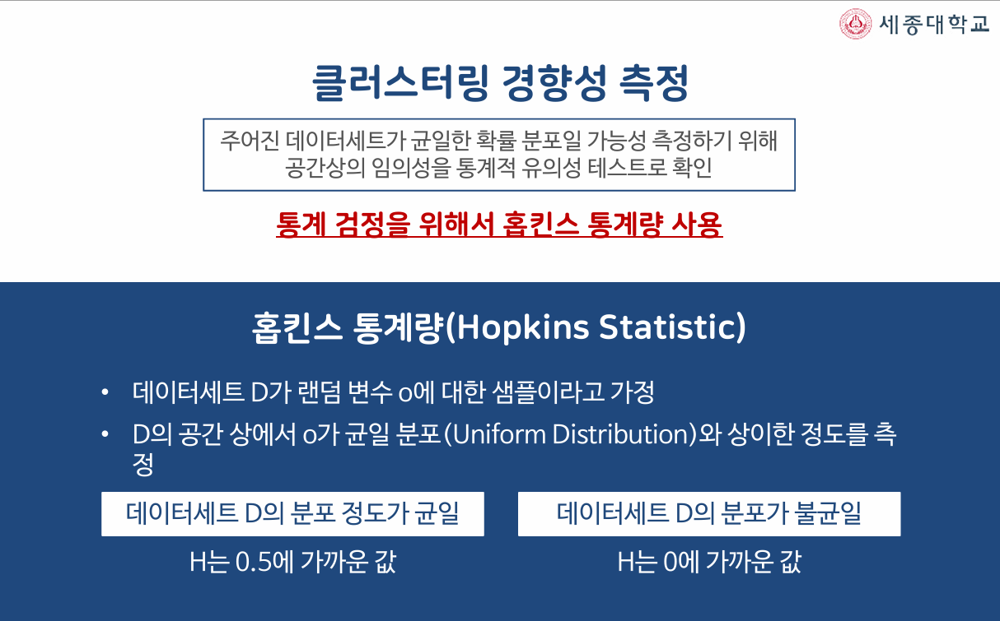 세종대학교
클러스터링 경향성 측정
주어진 데이터세트가 균일한 확률 분포일 가능성 측정하기 위해
공간상의 임의성을 통계적 유의성 테스트로 확인
통계 검정을 위해서 홉킨스 통계량 사용
홉킨스 통계량(Hopkins Statistic)
• 데이터세트 D가 랜덤 변수 o에 대한 샘플이라고 가정
• D의 공간 상에서 o가 균일 분포(Uniform Distribution)와 상이한 정도를 측
정
데이터세트 D의 분포 정도가 균일
데이터세트 D의 분포가 불균일
H는 0.5에 가까운 값
H는 0에 가까운 값